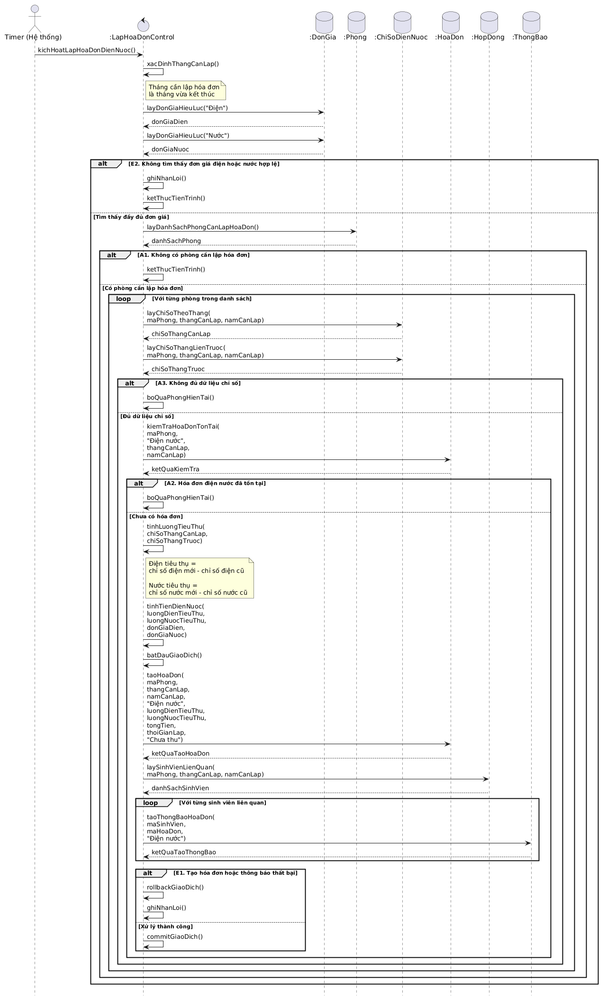 Timer (Hệ thống)
:LapHoaDonControl
:DonGia
:Phong
:ChiSoDienNuoc
:HoaDon
:HopDong
:ThongBao
kichHoatLapHoaDonDienNuoc()
xacDinhThangCanLap()
Tháng cần lập hóa đơn
là tháng vừa kết thúc
layDonGiaHieuLuc("Điện")
donGiaDien
layDonGiaHieuLuc("Nước")
donGiaNuoc
alt [E2. Không tìm thấy đơn giá điện hoặc nước hợp lệ]
ghiNhanLoi()
ketThucTienTrinh()
[Tìm thấy đầy đủ đơn giá]
layDanhSachPhongCanLapHoaDon()
danhSachPhong
alt [A1. Không có phòng cần lập hóa đơn]
ketThucTienTrinh()
[Có phòng cần lập hóa đơn]
loop [Với từng phòng trong danh sách]
layChiSoTheoThang(
maPhong, thangCanLap, namCanLap)
chiSoThangCanLap
layChiSoThangLienTruoc(
maPhong, thangCanLap, namCanLap)
chiSoThangTruoc
alt [A3. Không đủ dữ liệu chỉ số]
boQuaPhongHienTai()
[Đủ dữ liệu chỉ số]
kiemTraHoaDonTonTai(
maPhong,
"Điện nước",
thangCanLap,
namCanLap)
ketQuaKiemTra
alt [A2. Hóa đơn điện nước đã tồn tại]
boQuaPhongHienTai()
[Chưa có hóa đơn]
tinhLuongTieuThu(
chiSoThangCanLap,
chiSoThangTruoc)
Điện tiêu thụ =
chỉ số điện mới - chỉ số điện cũ
Nước tiêu thụ =
chỉ số nước mới - chỉ số nước cũ
tinhTienDienNuoc(
luongDienTieuThu,
luongNuocTieuThu,
donGiaDien,
donGiaNuoc)
batDauGiaoDich()
taoHoaDon(
maPhong,
thangCanLap,
namCanLap,
"Điện nước",
luongDienTieuThu,
luongNuocTieuThu,
tongTien,
thoiGianLap,
"Chưa thu")
ketQuaTaoHoaDon
laySinhVienLienQuan(
maPhong, thangCanLap, namCanLap)
danhSachSinhVien
loop [Với từng sinh viên liên quan]
taoThongBaoHoaDon(
maSinhVien,
maHoaDon,
"Điện nước")
ketQuaTaoThongBao
alt [E1. Tạo hóa đơn hoặc thông báo thất bại]
rollbackGiaoDich()
ghiNhanLoi()
[Xử lý thành công]
commitGiaoDich()